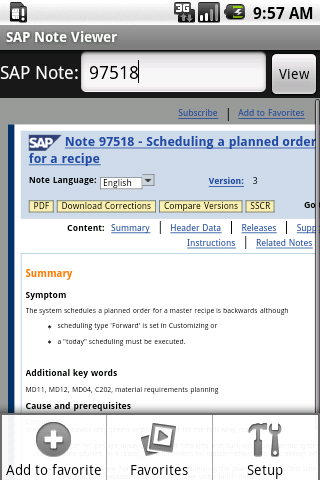 3G 9:57 AM
SAP Note Viewer
SAP Note: 97518 View
Subscribe | Add to Favorites
SAP Note 97518 - Scheduling a planned order
for a recipe
Note Language: English Version: 3
PDF Download Corrections Compare Versions SSCR Go
Content: Summary | Header Data | Releases | Supp
Instructions | Related Notes
Summary
Symptom
The system schedules a planned order for a master recipe is backwards although
• scheduling type 'Forward' is set in Customizing or
• a "today" scheduling must be executed.
Additional key words
MD11, MD12, MD04, C202, material requirements planning
Cause and prerequisites
Add to favorite Favorites Setup